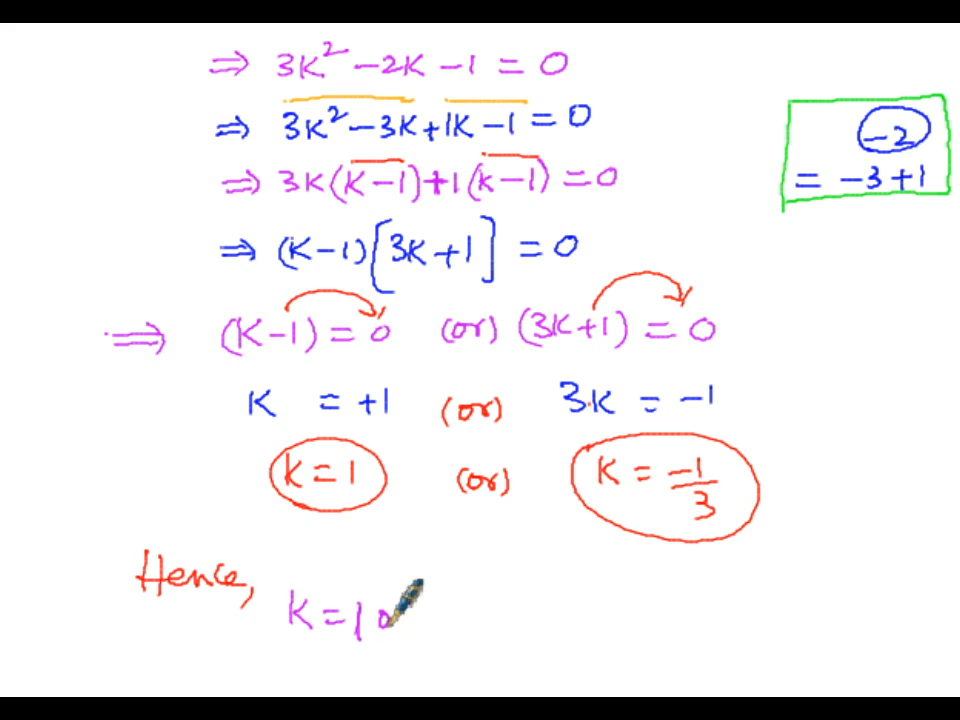 ⇒ 3K² - 2K - 1 = 0
⇒ 3K² - 3K + 1K - 1 = 0
⇒ 3K(K-1) + 1(K-1) = 0
-2
= -3 + 1
⇒ (K-1)[3K+1] = 0
⇒ (K-1) = 0 (or) (3K+1) = 0
K = +1 (or) 3K = -1
K = 1 (or) K = -1/3
Hence,
K = 1 o